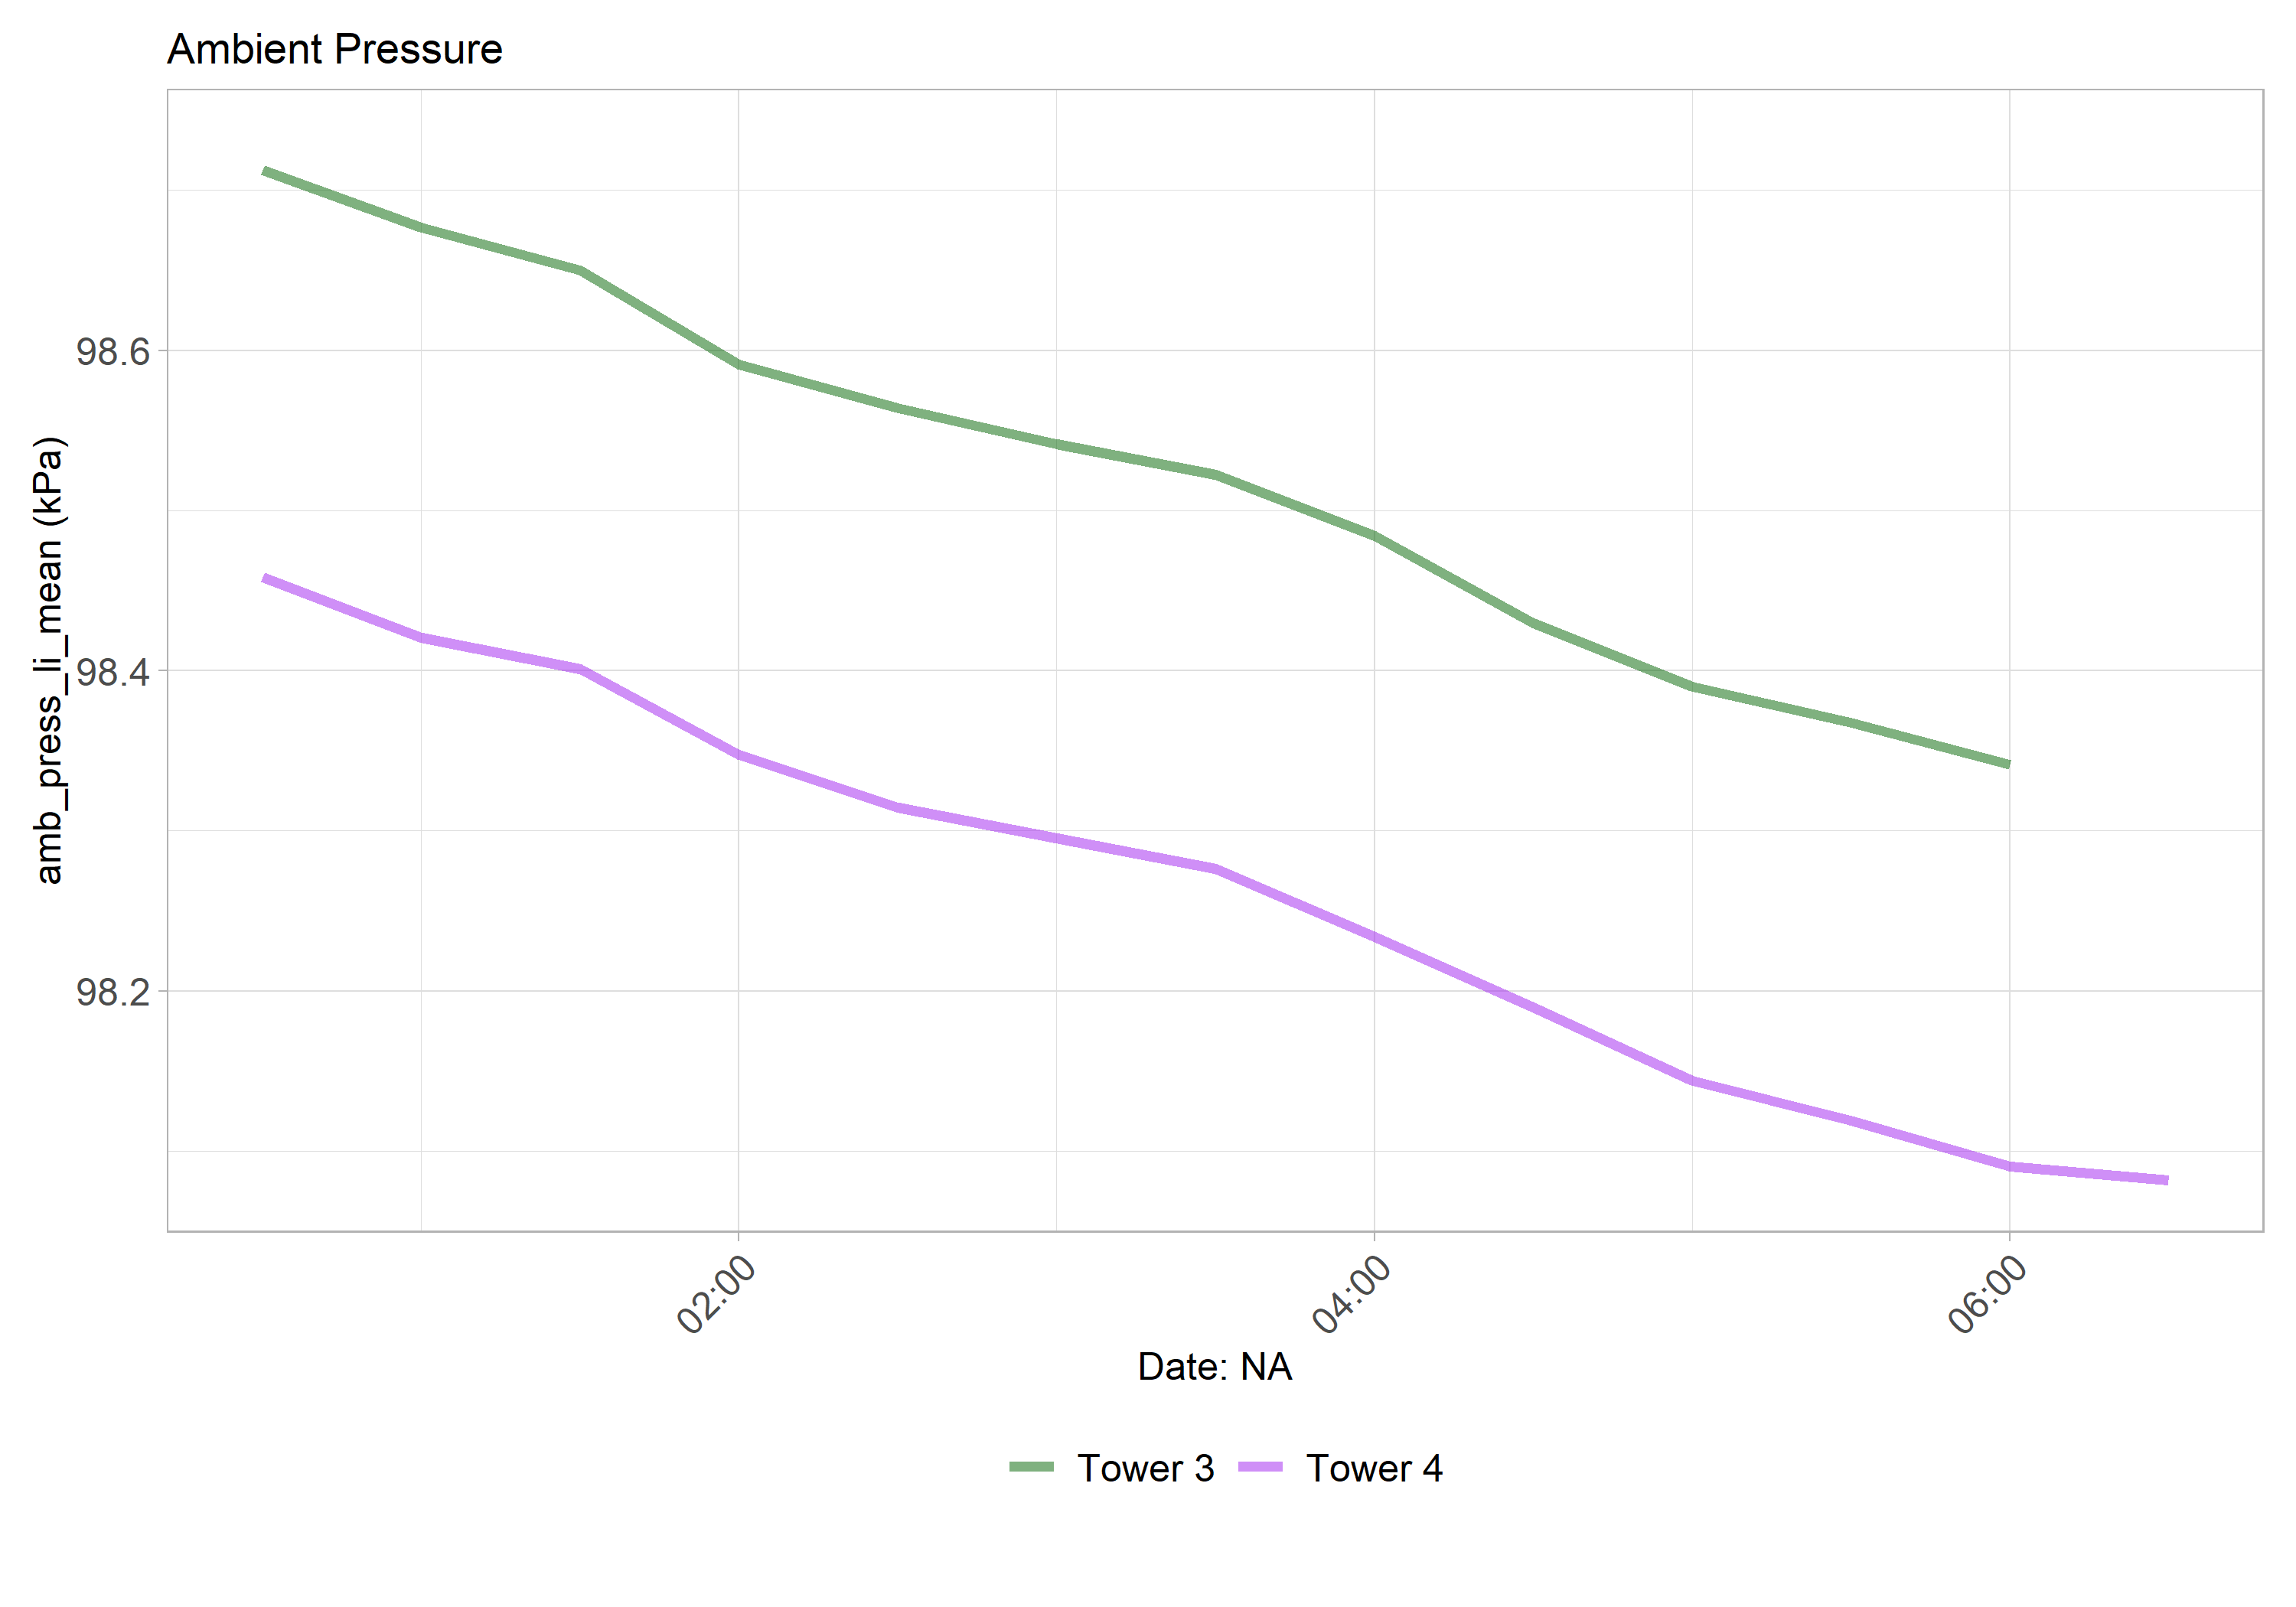 Ambient Pressure
amb_press_li_mean (kPa)
98.6
98.4
98.2
02:00
04:00
06:00
Date: NA
Tower 3
Tower 4